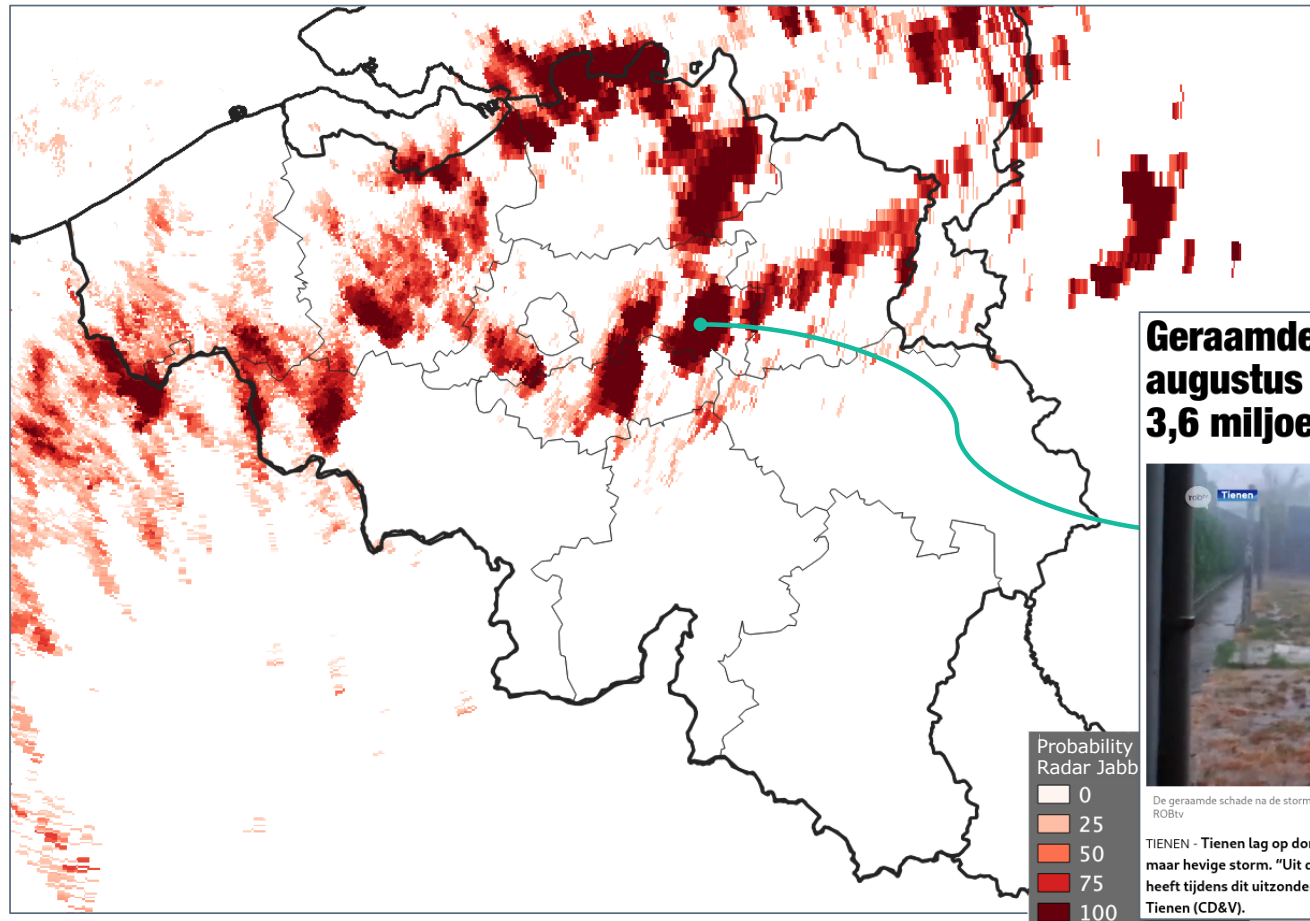 Geraamde
augustus
3,6 miljoe
Tienen
De geraamde schade na de storm
ROBtv
TIENEN - Tienen lag op don
maar hevige storm. “Uit d
heeft tijdens dit uitzonde
Tienen (CD&V).
Probability
Radar Jabb
0
25
50
75
100